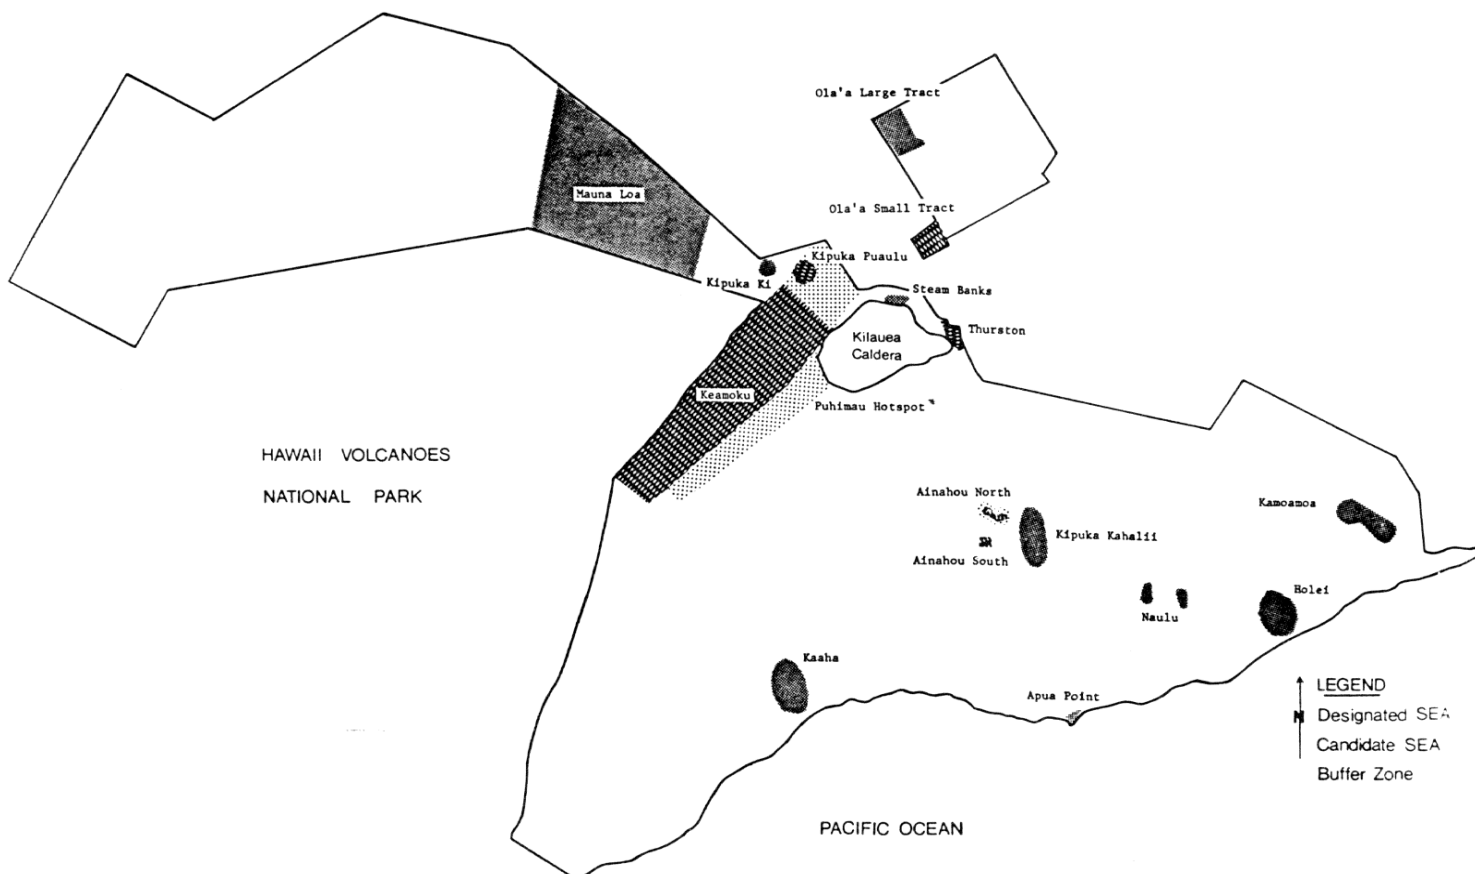 Ola'a Large Tract
Mauna Loa
Ola'a Small Tract
Kipuka Puaulu
Kipuka Ki
Steam Banks
Thurston
Kilauea
Caldera
Keamoku
Puhimau Hotspot
HAWAII VOLCANOES
NATIONAL PARK
Ainahou North
Kamoamoa
Kipuka Kahalii
Ainahou South
Holei
Naulu
Kaaha
Apua Point
LEGEND
N
Designated SEA
Candidate SEA
Buffer Zone
PACIFIC OCEAN